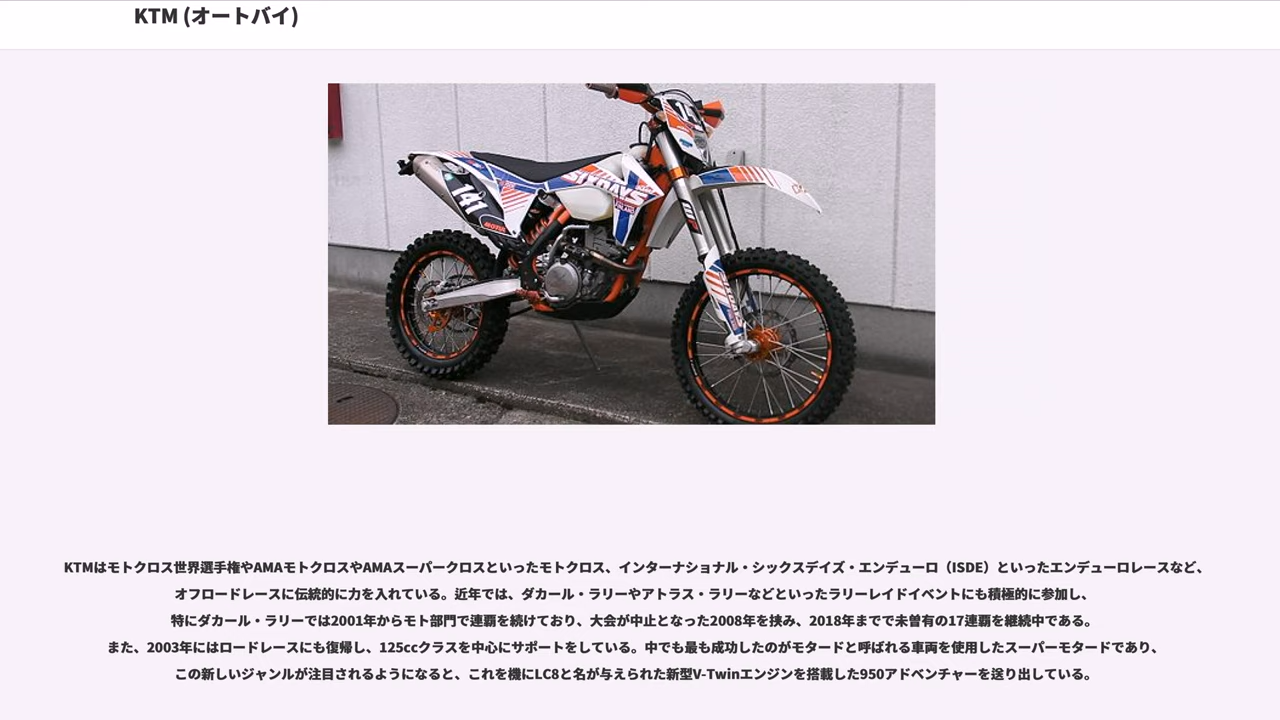 KTM (オートバイ)
141
KTMはモトクロス世界選手権やAMAモトクロスやAMAスーパークロスといったモトクロス、インターナショナル・シックスデイズ・エンデューロ（ISDE）といったエンデューロレースなど、
オフロードレースに伝統的に力を入れている。近年では、ダカール・ラリーやアトラス・ラリーなどといったラリーレイドイベントにも積極的に参加し、
特にダカール・ラリーでは2001年からモト部門で連覇を続けており、大会が中止となった2008年を挟み、2018年までで未曾有の17連覇を継続中である。
また、2003年にはロードレースにも復帰し、125ccクラスを中心にサポートをしている。中でも最も成功したのがモタードと呼ばれる車両を使用したスーパーモタードであり、
この新しいジャンルが注目されるようになると、これを機にLC8と名が与えられた新型V-Twinエンジンを搭載した950アドベンチャーを送り出している。